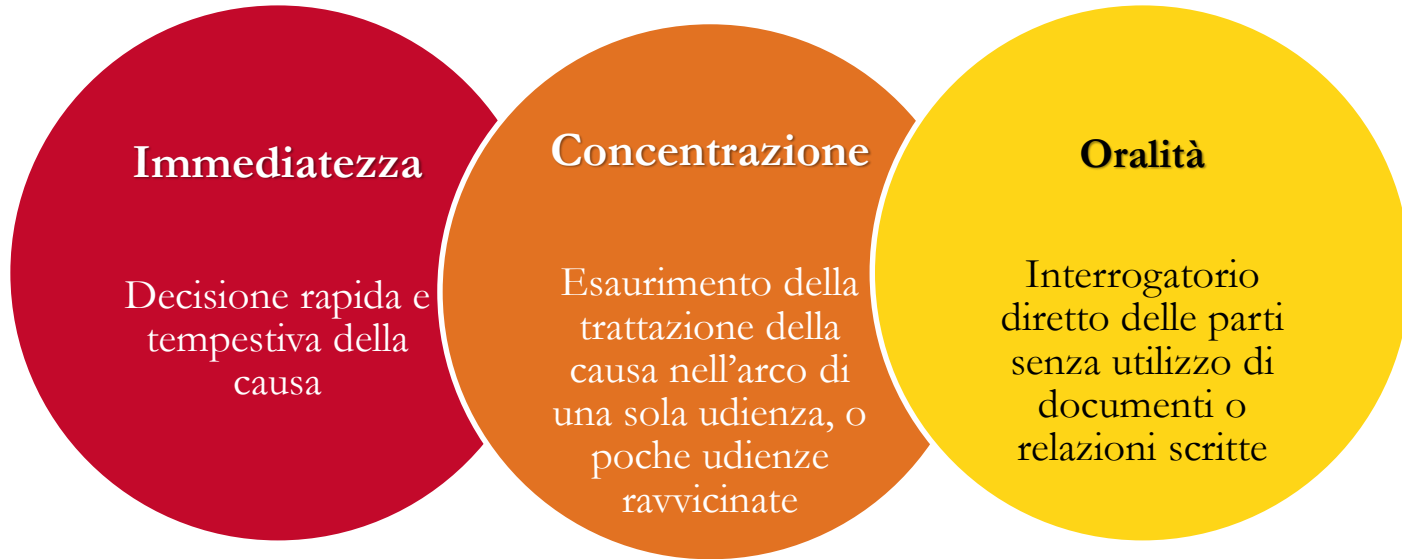 Immediatezza
Decisione rapida e
tempestiva della
causa
Concentrazione
Esaurimento della
trattazione della
causa nell’arco di
una sola udienza, o
poche udienze
ravvicinate
Oralità
Interrogatorio
diretto delle parti
senza utilizzo di
documenti o
relazioni scritte